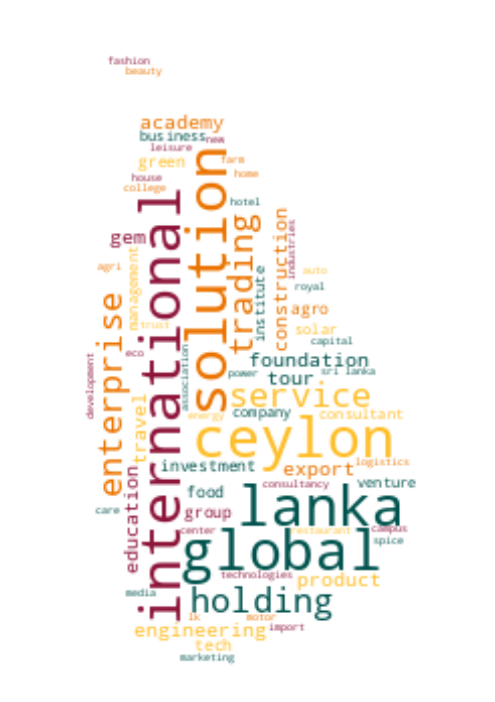 fashion
beauty
academy
business
new
leisure
green
farm
house
home
college
solution
international
hotel
gem
trading
construction
industries
agri
management
institute
auto
royal
enterprise
agro
trust
solar
capital
eco
association
foundation
development
power
tour
sri lanka
travel
service
energy
company
consultant
ceylon
investment
export
logistics
education
food
lanka
consultancy
venture
care
group
center
global
restaurant
campus
spice
technologies
product
media
holding
lk
motor
engineering
import
tech
marketing